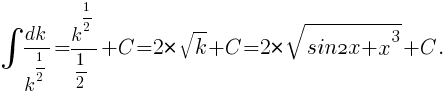 ∫ dk / k^{1/2} = k^{1/2} / (1/2) + C = 2*√k + C = 2*√(sin2x + x^3) + C.